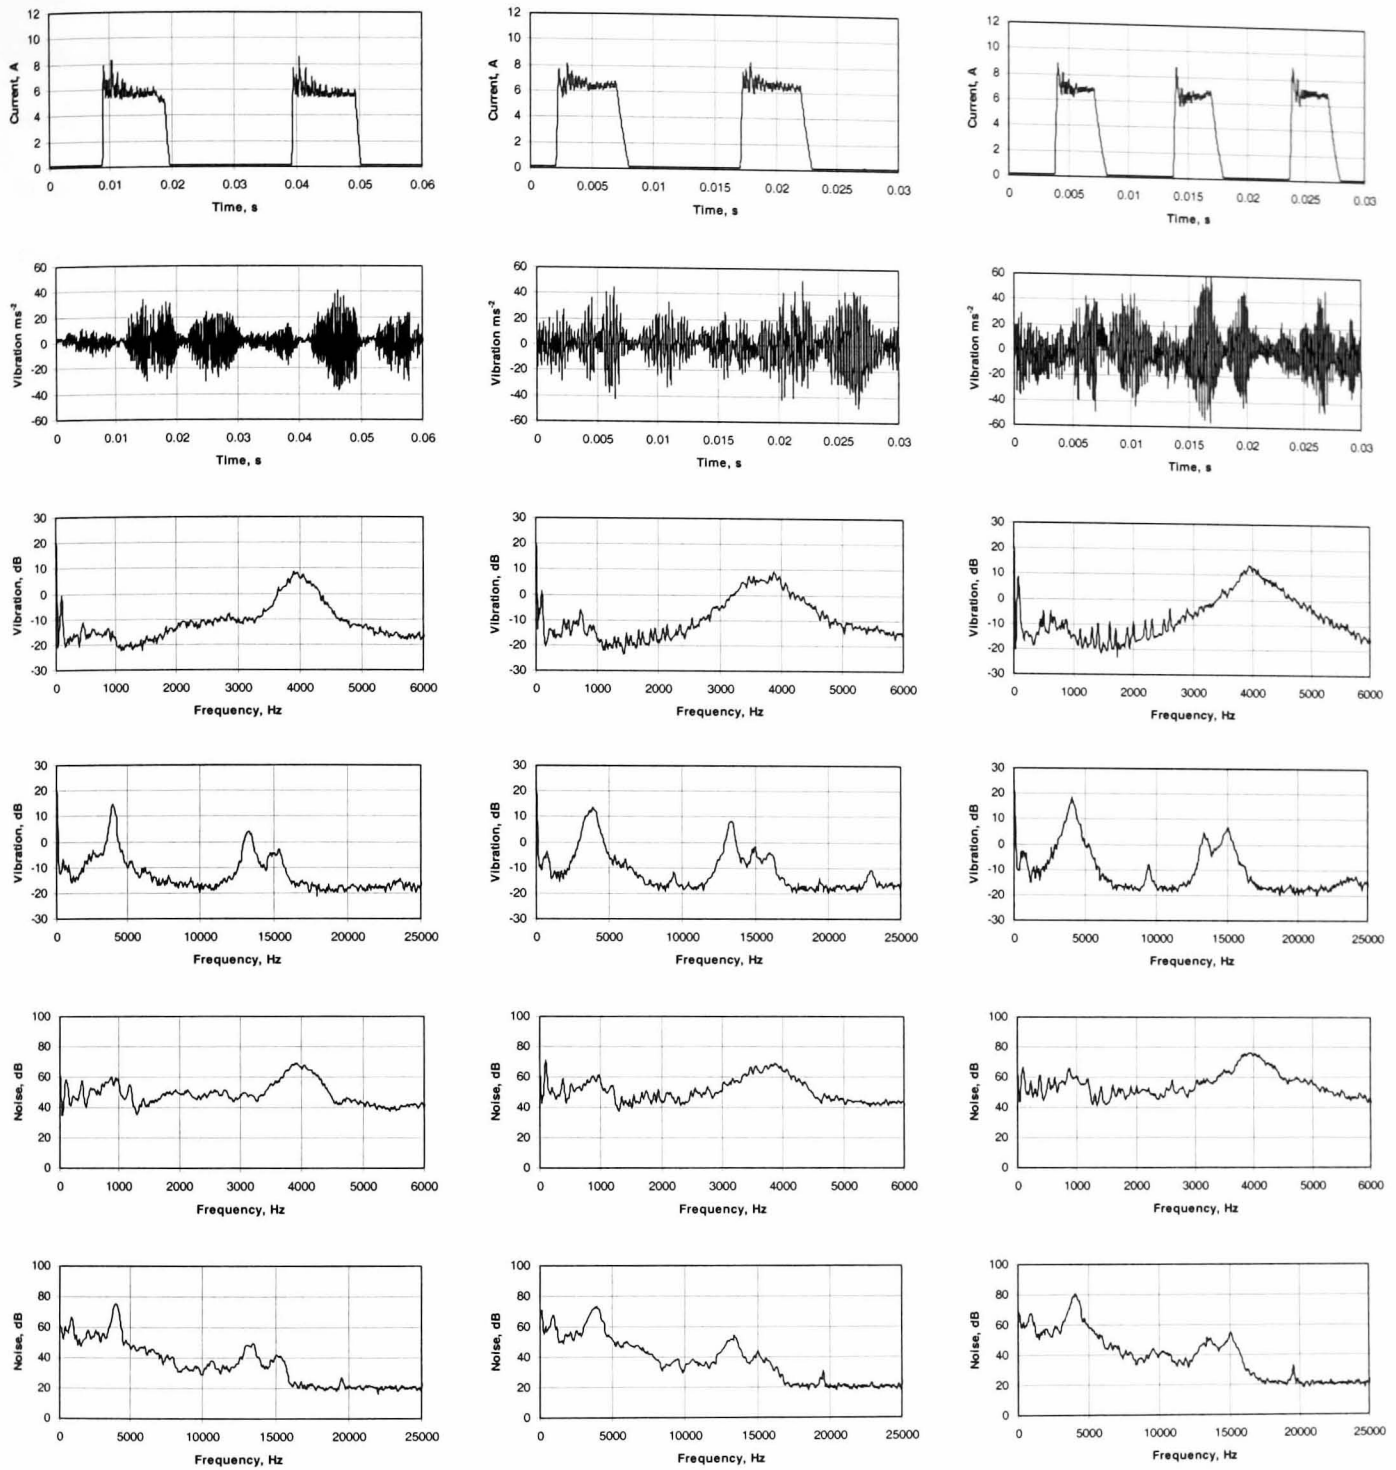 12
10
8
6
4
2
0
Current, A
0 0.01 0.02 0.03 0.04 0.05 0.06
Time, s
12
10
8
6
4
2
0
Current, A
0 0.005 0.01 0.015 0.02 0.025 0.03
Time, s
12
10
8
6
4
2
0
Current, A
0 0.005 0.01 0.015 0.02 0.025 0.03
Time, s
60
40
20
0
-20
-40
-60
Vibration ms-2
0 0.01 0.02 0.03 0.04 0.05 0.06
Time, s
60
40
20
0
-20
-40
-60
Vibration ms-2
0 0.005 0.01 0.015 0.02 0.025 0.03
Time, s
60
40
20
0
-20
-40
-60
Vibration ms-2
0 0.005 0.01 0.015 0.02 0.025 0.03
Time, s
30
20
10
0
-10
-20
-30
Vibration, dB
0 1000 2000 3000 4000 5000 6000
Frequency, Hz
30
20
10
0
-10
-20
-30
Vibration, dB
0 1000 2000 3000 4000 5000 6000
Frequency, Hz
30
20
10
0
-10
-20
-30
Vibration, dB
0 1000 2000 3000 4000 5000 6000
Frequency, Hz
30
20
10
0
-10
-20
-30
Vibration, dB
0 5000 10000 15000 20000 25000
Frequency, Hz
30
20
10
0
-10
-20
-30
Vibration, dB
0 5000 10000 15000 20000 25000
Frequency, Hz
30
20
10
0
-10
-20
-30
Vibration, dB
0 5000 10000 15000 20000 25000
Frequency, Hz
100
80
60
40
20
0
Noise, dB
0 1000 2000 3000 4000 5000 6000
Frequency, Hz
100
80
60
40
20
0
Noise, dB
0 1000 2000 3000 4000 5000 6000
Frequency, Hz
100
80
60
40
20
0
Noise, dB
0 1000 2000 3000 4000 5000 6000
Frequency, Hz
100
80
60
40
20
0
Noise, dB
0 5000 10000 15000 20000 25000
Frequency, Hz
100
80
60
40
20
0
Noise, dB
0 5000 10000 15000 20000 25000
Frequency, Hz
100
80
60
40
20
0
Noise, dB
0 5000 10000 15000 20000 25000
Frequency, Hz